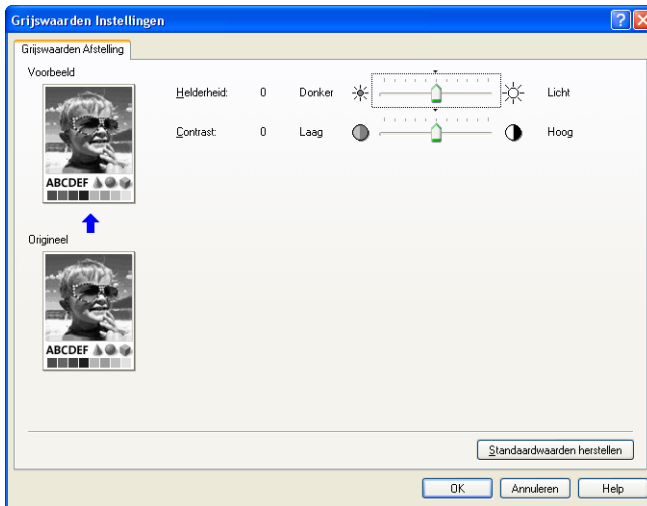 Grijswaarden Instellingen
Grijswaarden Afstelling
Voorbeeld
Helderheid: 0 Donker Licht
Contrast: 0 Laag Hoog
ABCDEF
Origineel
ABCDEF
Standaardwaarden herstellen
OK Annuleren Help